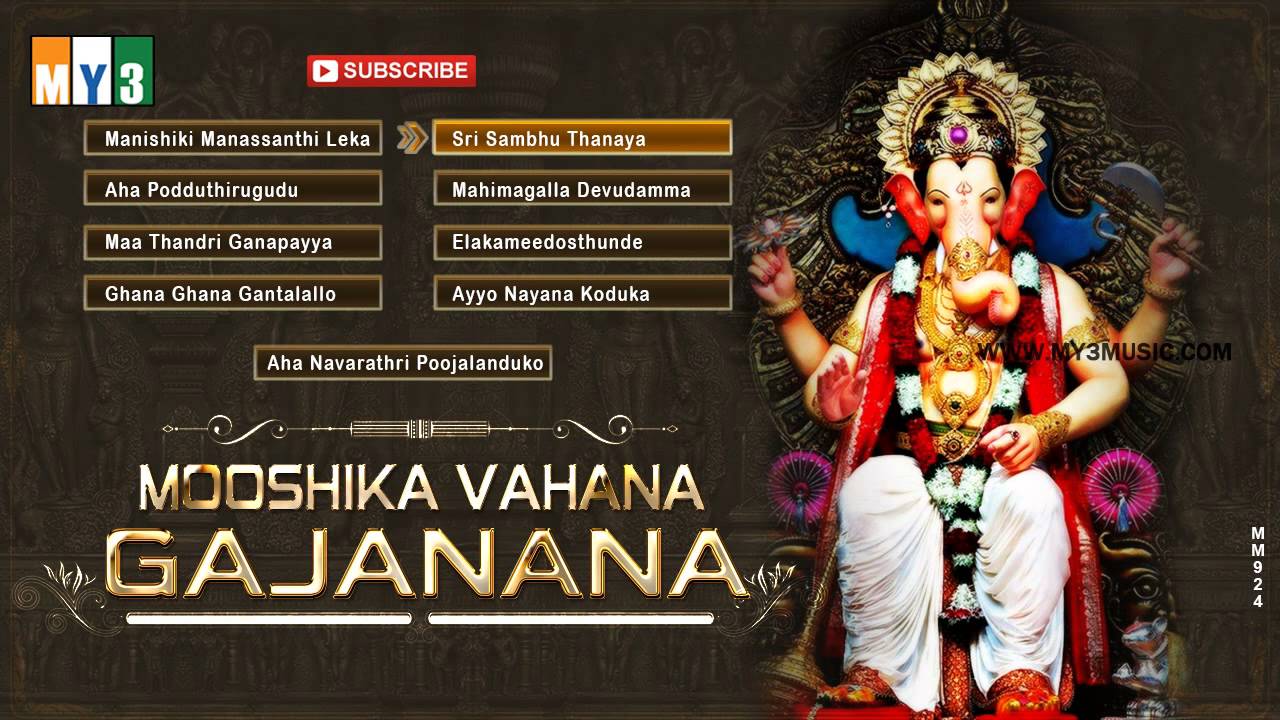 MY3
SUBSCRIBE
Manishiki Manassanthi Leka
Sri Sambhu Thanaya
Aha Podduthirugudu
Mahimagalla Devudamma
Maa Thandri Ganapayya
Elakameedosthunde
Ghana Ghana Gantalallo
Ayyo Nayana Koduka
Aha Navarathri Poojalanduko
WWW.MY3MUSIC.COM
MOOSHIKA VAHANA
GAJANANA
MM924